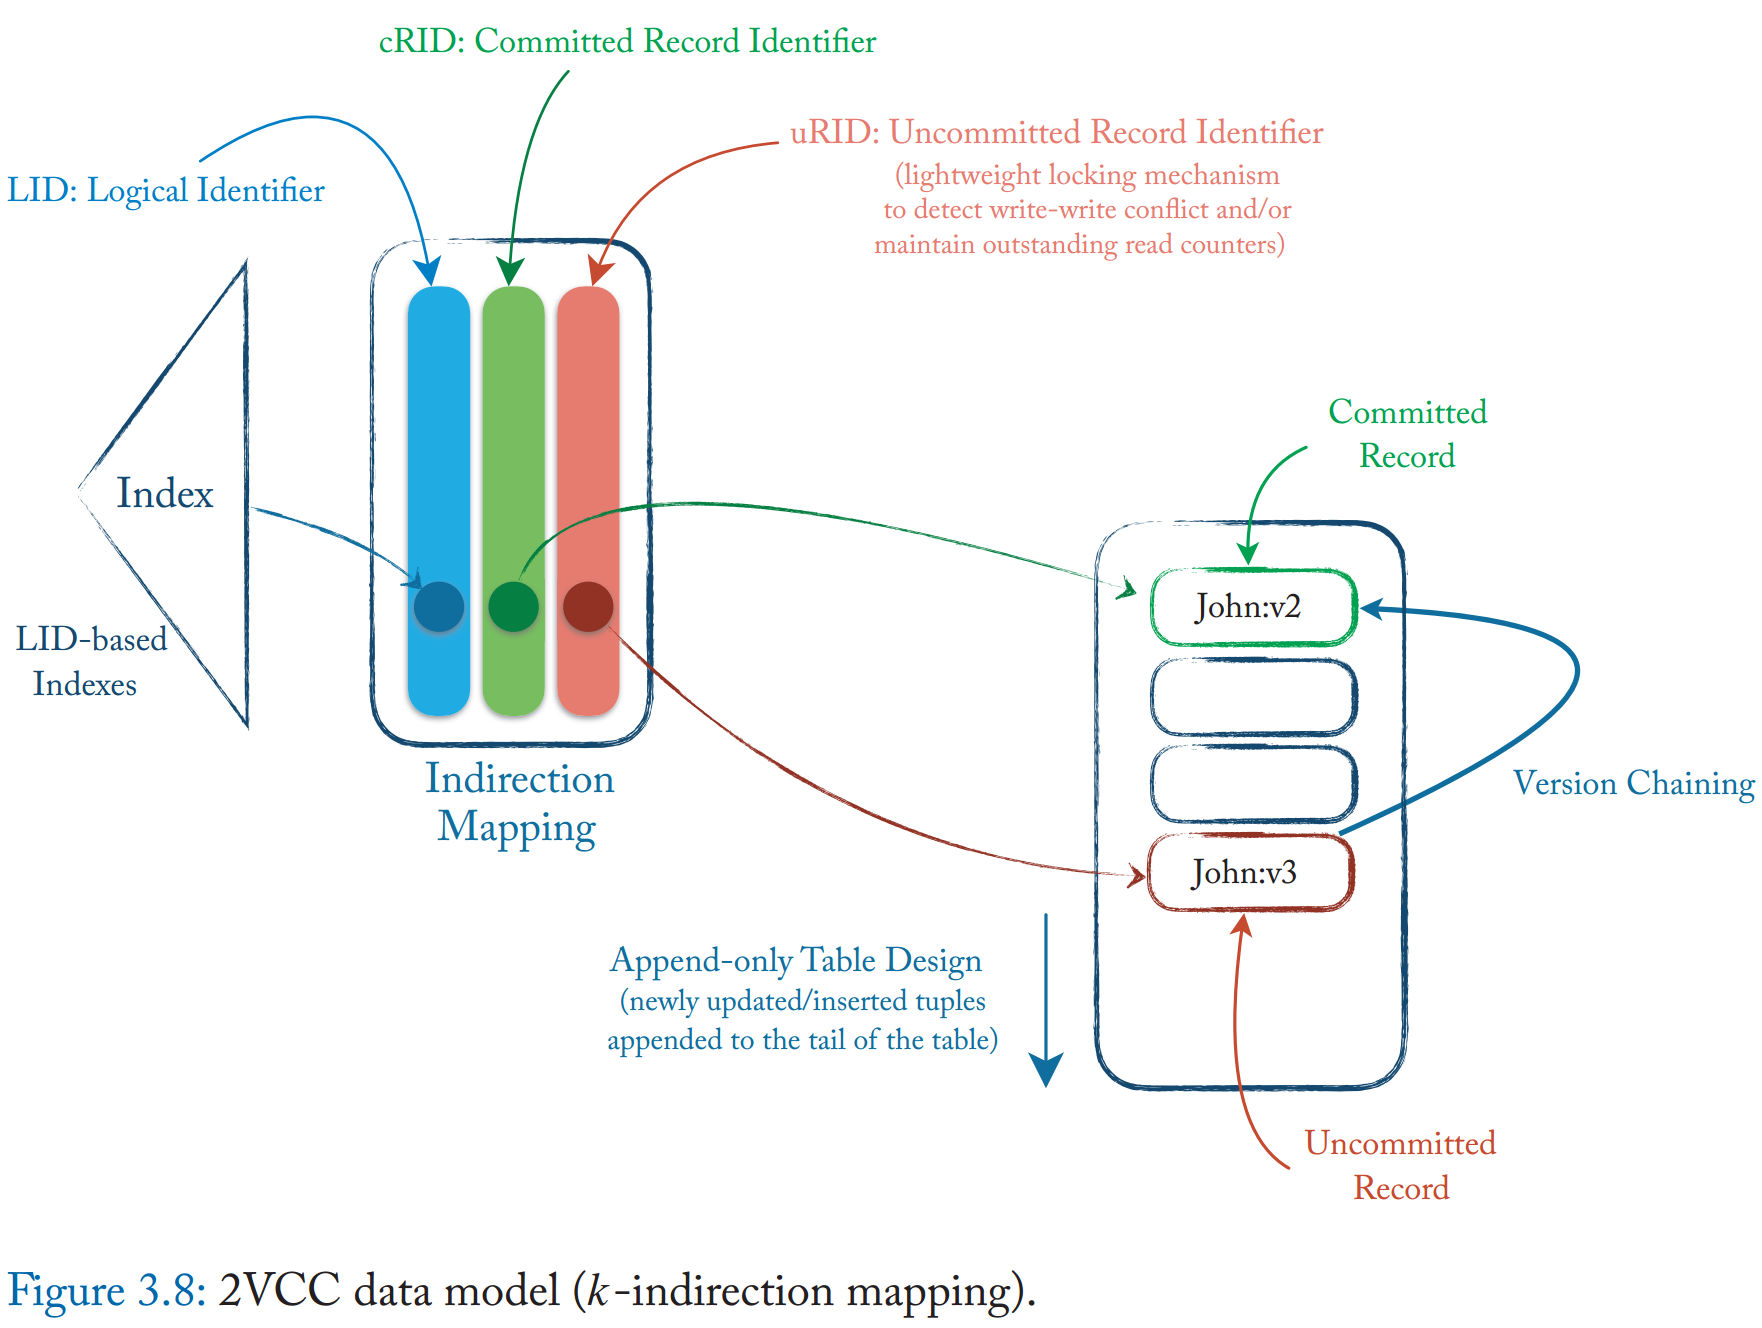 cRID: Committed Record Identifier
uRID: Uncommitted Record Identifier
(lightweight locking mechanism
to detect write-write conflict and/or
maintain outstanding read counters)
LID: Logical Identifier
Index
LID-based
Indexes
Indirection
Mapping
Committed
Record
John:v2
Version Chaining
John:v3
Append-only Table Design
(newly updated/inserted tuples
appended to the tail of the table)
Uncommitted
Record
Figure 3.8: 2VCC data model (k-indirection mapping).